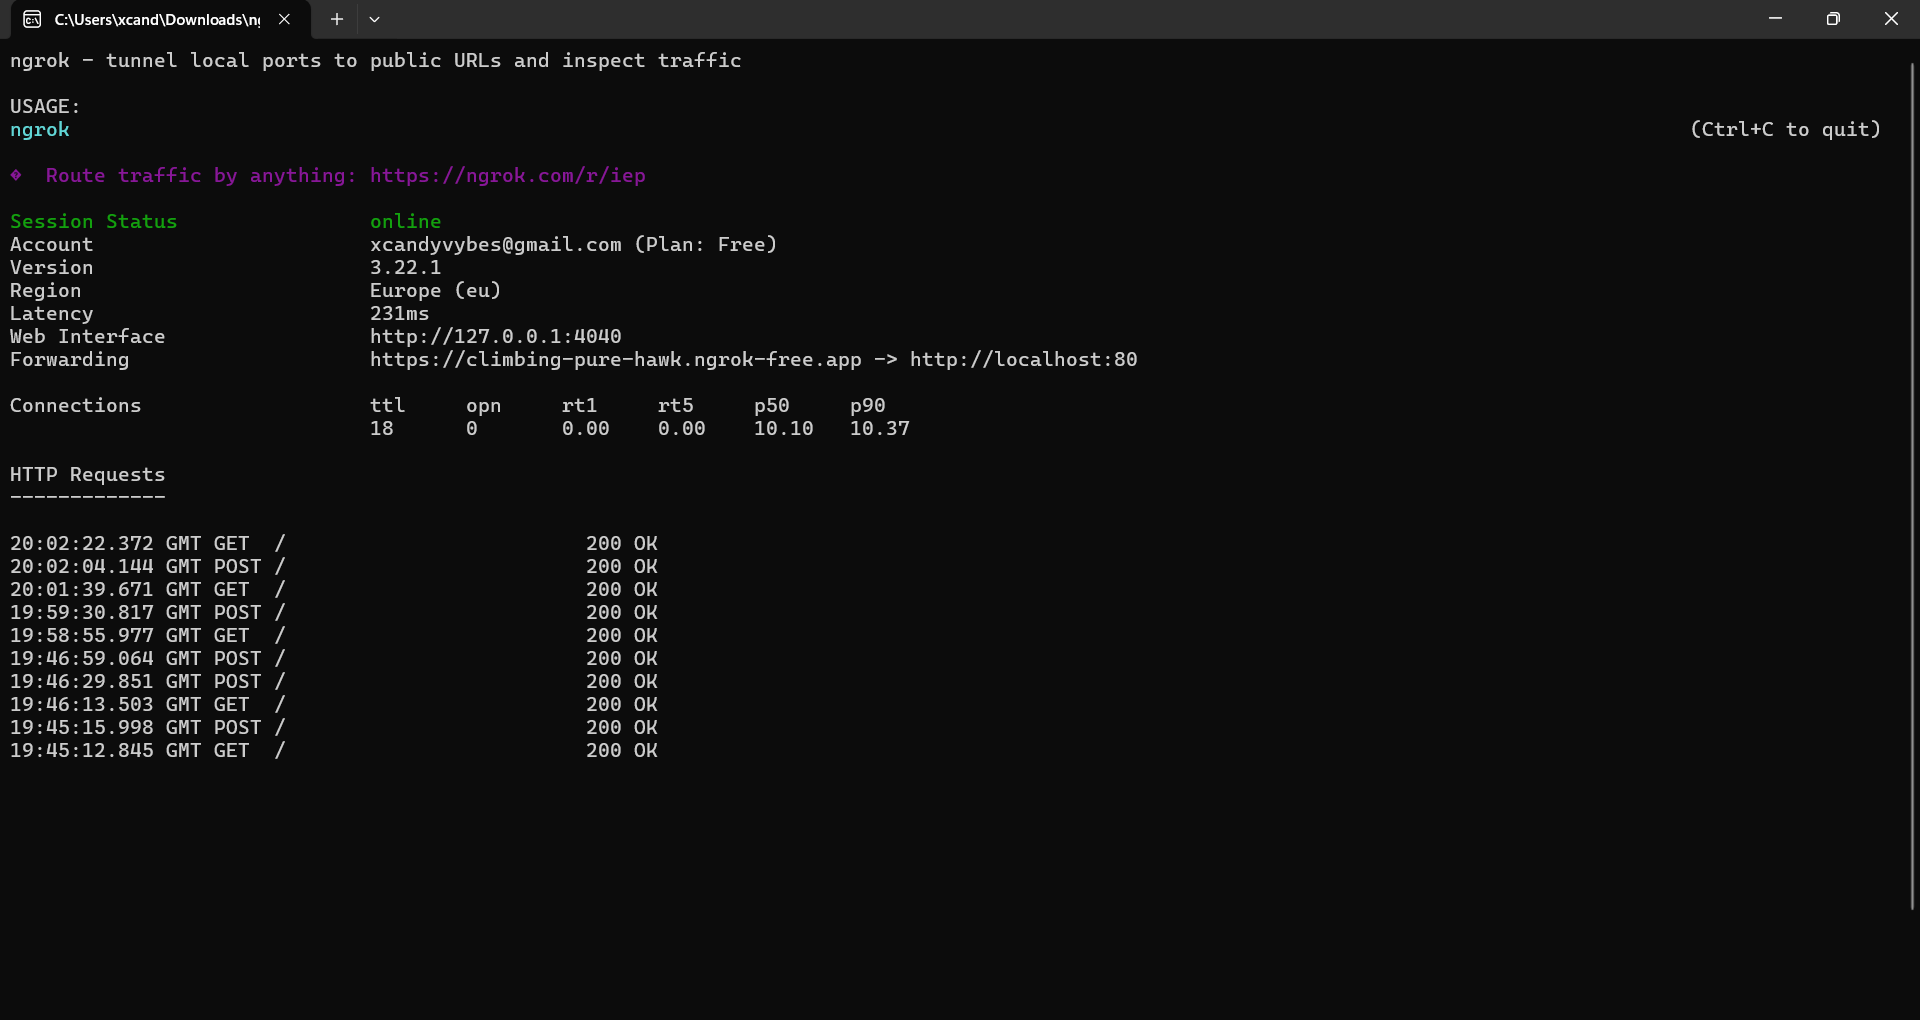 C:\Users\xcand\Downloads\ng
ngrok - tunnel local ports to public URLs and inspect traffic
USAGE:
ngrok (Ctrl+C to quit)
� Route traffic by anything: https://ngrok.com/r/iep
Session Status online
Account xcandyvybes@gmail.com (Plan: Free)
Version 3.22.1
Region Europe (eu)
Latency 231ms
Web Interface http://127.0.0.1:4040
Forwarding https://climbing-pure-hawk.ngrok-free.app -> http://localhost:80
Connections ttl opn rt1 rt5 p50 p90
18 0 0.00 0.00 10.10 10.37
HTTP Requests
-------------
20:02:22.372 GMT GET / 200 OK
20:02:04.144 GMT POST / 200 OK
20:01:39.671 GMT GET / 200 OK
19:59:30.817 GMT POST / 200 OK
19:58:55.977 GMT GET / 200 OK
19:46:59.064 GMT POST / 200 OK
19:46:29.851 GMT POST / 200 OK
19:46:13.503 GMT GET / 200 OK
19:45:15.998 GMT POST / 200 OK
19:45:12.845 GMT GET / 200 OK